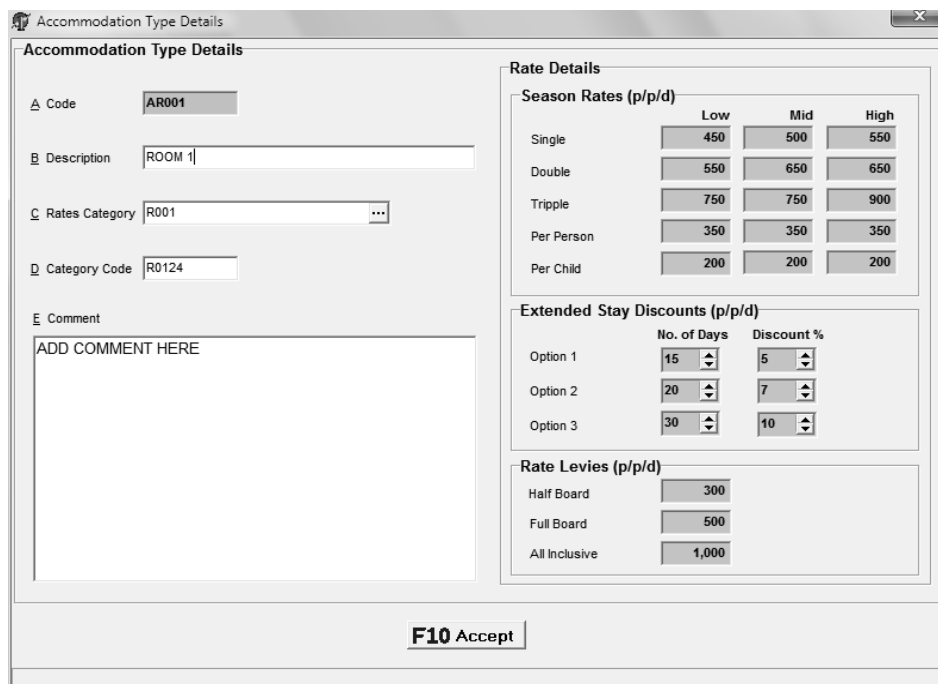 Accommodation Type Details
x
Accommodation Type Details
A Code AR001
B Description ROOM 1
C Rates Category R001 ...
D Category Code R0124
E Comment
ADD COMMENT HERE
Rate Details
Season Rates (p/p/d)
Low Mid High
Single 450 500 550
Double 550 650 650
Tripple 750 750 900
Per Person 350 350 350
Per Child 200 200 200
Extended Stay Discounts (p/p/d)
No. of Days Discount %
Option 1 15 5
Option 2 20 7
Option 3 30 10
Rate Levies (p/p/d)
Half Board 300
Full Board 500
All Inclusive 1,000
F10 Accept